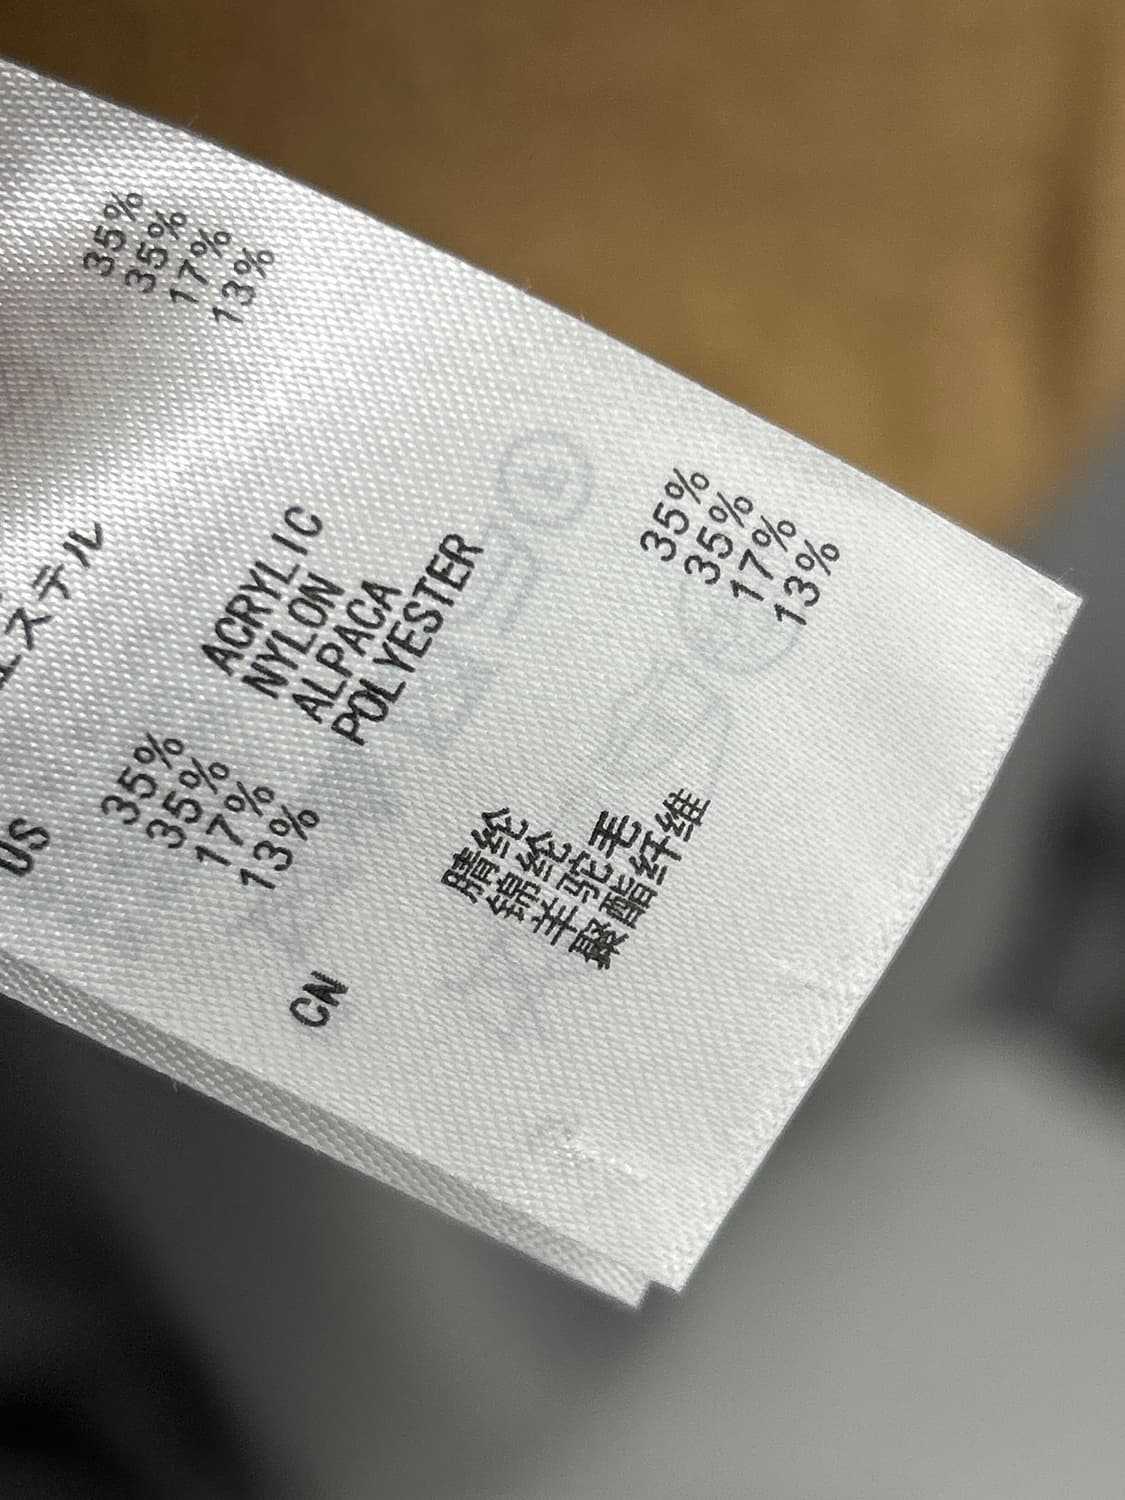 35%
35%
17%
エステル 13%
US
35% ACRYLIC
35% NYLON
17% ALPACA
13% POLYESTER
CN
腈纶 35%
锦纶 35%
羊驼毛 17%
聚酯纤维 13%